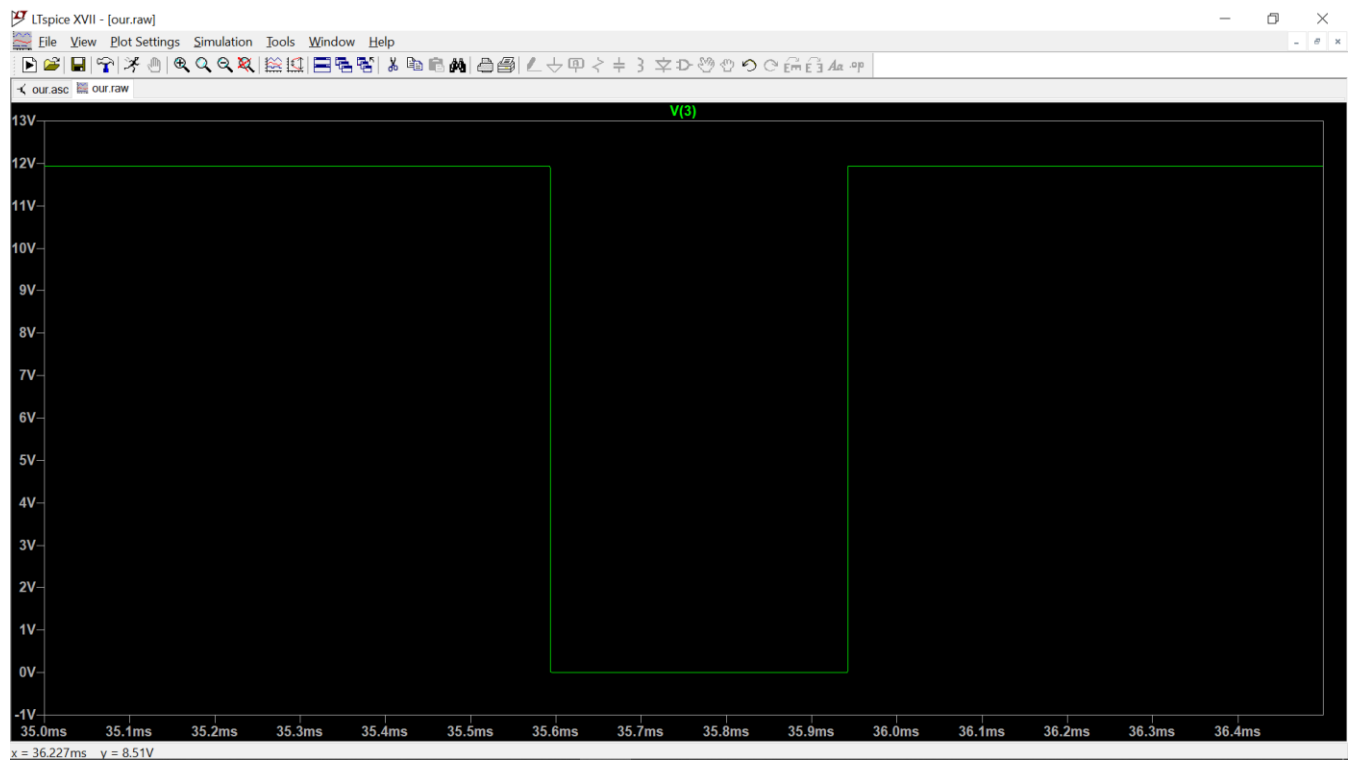 LTspice XVII - [our.raw]
File View Plot Settings Simulation Tools Window Help
our.asc our.raw
V(3)
13V
12V
11V
10V
9V
8V
7V
6V
5V
4V
3V
2V
1V
0V
-1V
35.0ms 35.1ms 35.2ms 35.3ms 35.4ms 35.5ms 35.6ms 35.7ms 35.8ms 35.9ms 36.0ms 36.1ms 36.2ms 36.3ms 36.4ms
x = 36.227ms y = 8.51V